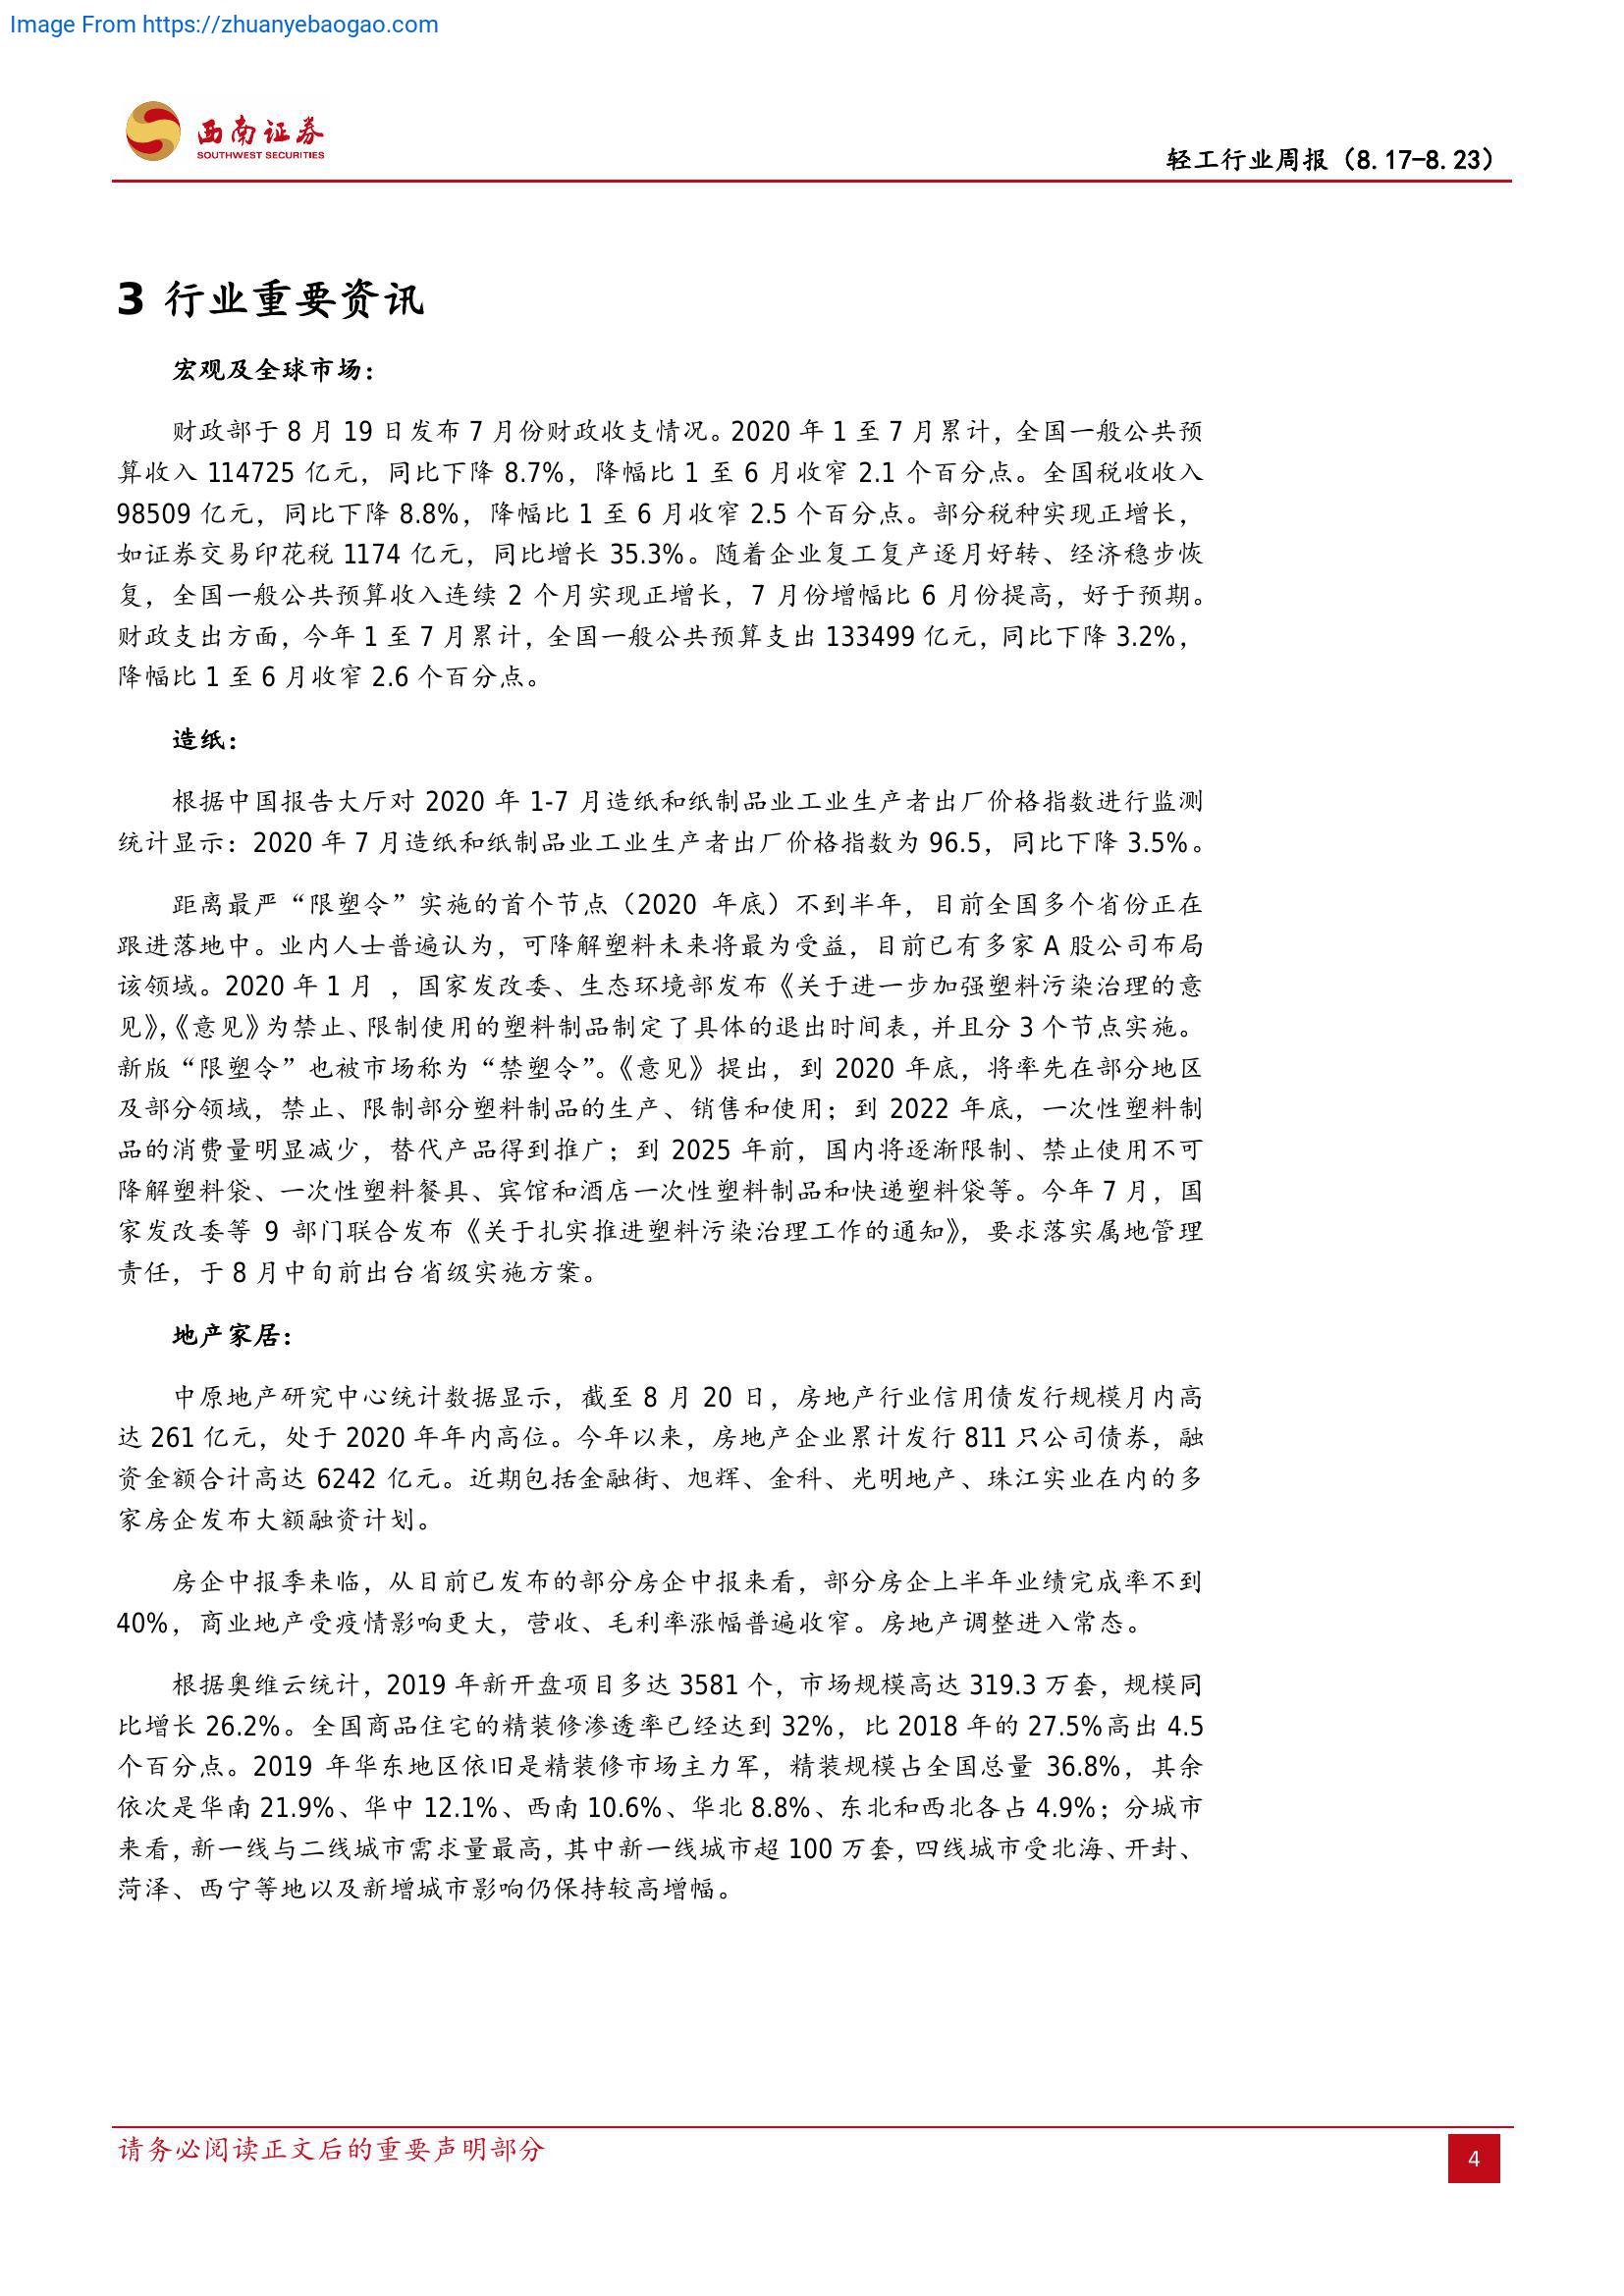 Image From https://zhuanyebaogao.com
西南证券
SOUTHWEST SECURITIES
轻工行业周报（8.17-8.23）
3 行业重要资讯
宏观及全球市场：
财政部于 8 月 19 日发布 7 月份财政收支情况。2020 年 1 至 7 月累计，全国一般公共预
算收入 114725 亿元，同比下降 8.7%，降幅比 1 至 6 月收窄 2.1 个百分点。全国税收收入
98509 亿元，同比下降 8.8%，降幅比 1 至 6 月收窄 2.5 个百分点。部分税种实现正增长，
如证券交易印花税 1174 亿元，同比增长 35.3%。随着企业复工复产逐月好转、经济稳步恢
复，全国一般公共预算收入连续 2 个月实现正增长，7 月份增幅比 6 月份提高，好于预期。
财政支出方面，今年 1 至 7 月累计，全国一般公共预算支出 133499 亿元，同比下降 3.2%，
降幅比 1 至 6 月收窄 2.6 个百分点。
造纸：
根据中国报告大厅对 2020 年 1-7 月造纸和纸制品业工业生产者出厂价格指数进行监测
统计显示：2020 年 7 月造纸和纸制品业工业生产者出厂价格指数为 96.5，同比下降 3.5%。
距离最严“限塑令”实施的首个节点（2020 年底）不到半年，目前全国多个省份正在
跟进落地中。业内人士普遍认为，可降解塑料未来将最为受益，目前已有多家 A 股公司布局
该领域。2020 年 1 月 ，国家发改委、生态环境部发布《关于进一步加强塑料污染治理的意
见》，《意见》为禁止、限制使用的塑料制品制定了具体的退出时间表，并且分 3 个节点实施。
新版“限塑令”也被市场称为“禁塑令”。《意见》提出，到 2020 年底，将率先在部分地区
及部分领域，禁止、限制部分塑料制品的生产、销售和使用；到 2022 年底，一次性塑料制
品的消费量明显减少，替代产品得到推广；到 2025 年前，国内将逐渐限制、禁止使用不可
降解塑料袋、一次性塑料餐具、宾馆和酒店一次性塑料制品和快递塑料袋等。今年 7 月，国
家发改委等 9 部门联合发布《关于扎实推进塑料污染治理工作的通知》，要求落实属地管理
责任，于 8 月中旬前出台省级实施方案。
地产家居：
中原地产研究中心统计数据显示，截至 8 月 20 日，房地产行业信用债发行规模月内高
达 261 亿元，处于 2020 年年内高位。今年以来，房地产企业累计发行 811 只公司债券，融
资金额合计高达 6242 亿元。近期包括金融街、旭辉、金科、光明地产、珠江实业在内的多
家房企发布大额融资计划。
房企中报季来临，从目前已发布的部分房企中报来看，部分房企上半年业绩完成率不到
40%，商业地产受疫情影响更大，营收、毛利率涨幅普遍收窄。房地产调整进入常态。
根据奥维云统计，2019 年新开盘项目多达 3581 个，市场规模高达 319.3 万套，规模同
比增长 26.2%。全国商品住宅的精装修渗透率已经达到 32%，比 2018 年的 27.5%高出 4.5
个百分点。2019 年华东地区依旧是精装修市场主力军，精装规模占全国总量 36.8%，其余
依次是华南 21.9%、华中 12.1%、西南 10.6%、华北 8.8%、东北和西北各占 4.9%；分城市
来看，新一线与二线城市需求量最高，其中新一线城市超 100 万套，四线城市受北海、开封、
菏泽、西宁等地以及新增城市影响仍保持较高增幅。
请务必阅读正文后的重要声明部分
4